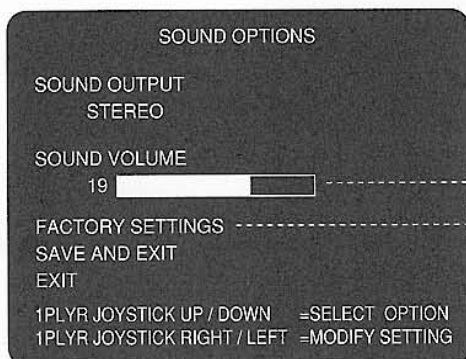 SOUND OPTIONS
SOUND OUTPUT
STEREO
SOUND VOLUME
19
FACTORY SETTINGS
SAVE AND EXIT
EXIT
1PLYR JOYSTICK UP / DOWN =SELECT OPTION
1PLYR JOYSTICK RIGHT / LEFT =MODIFY SETTING